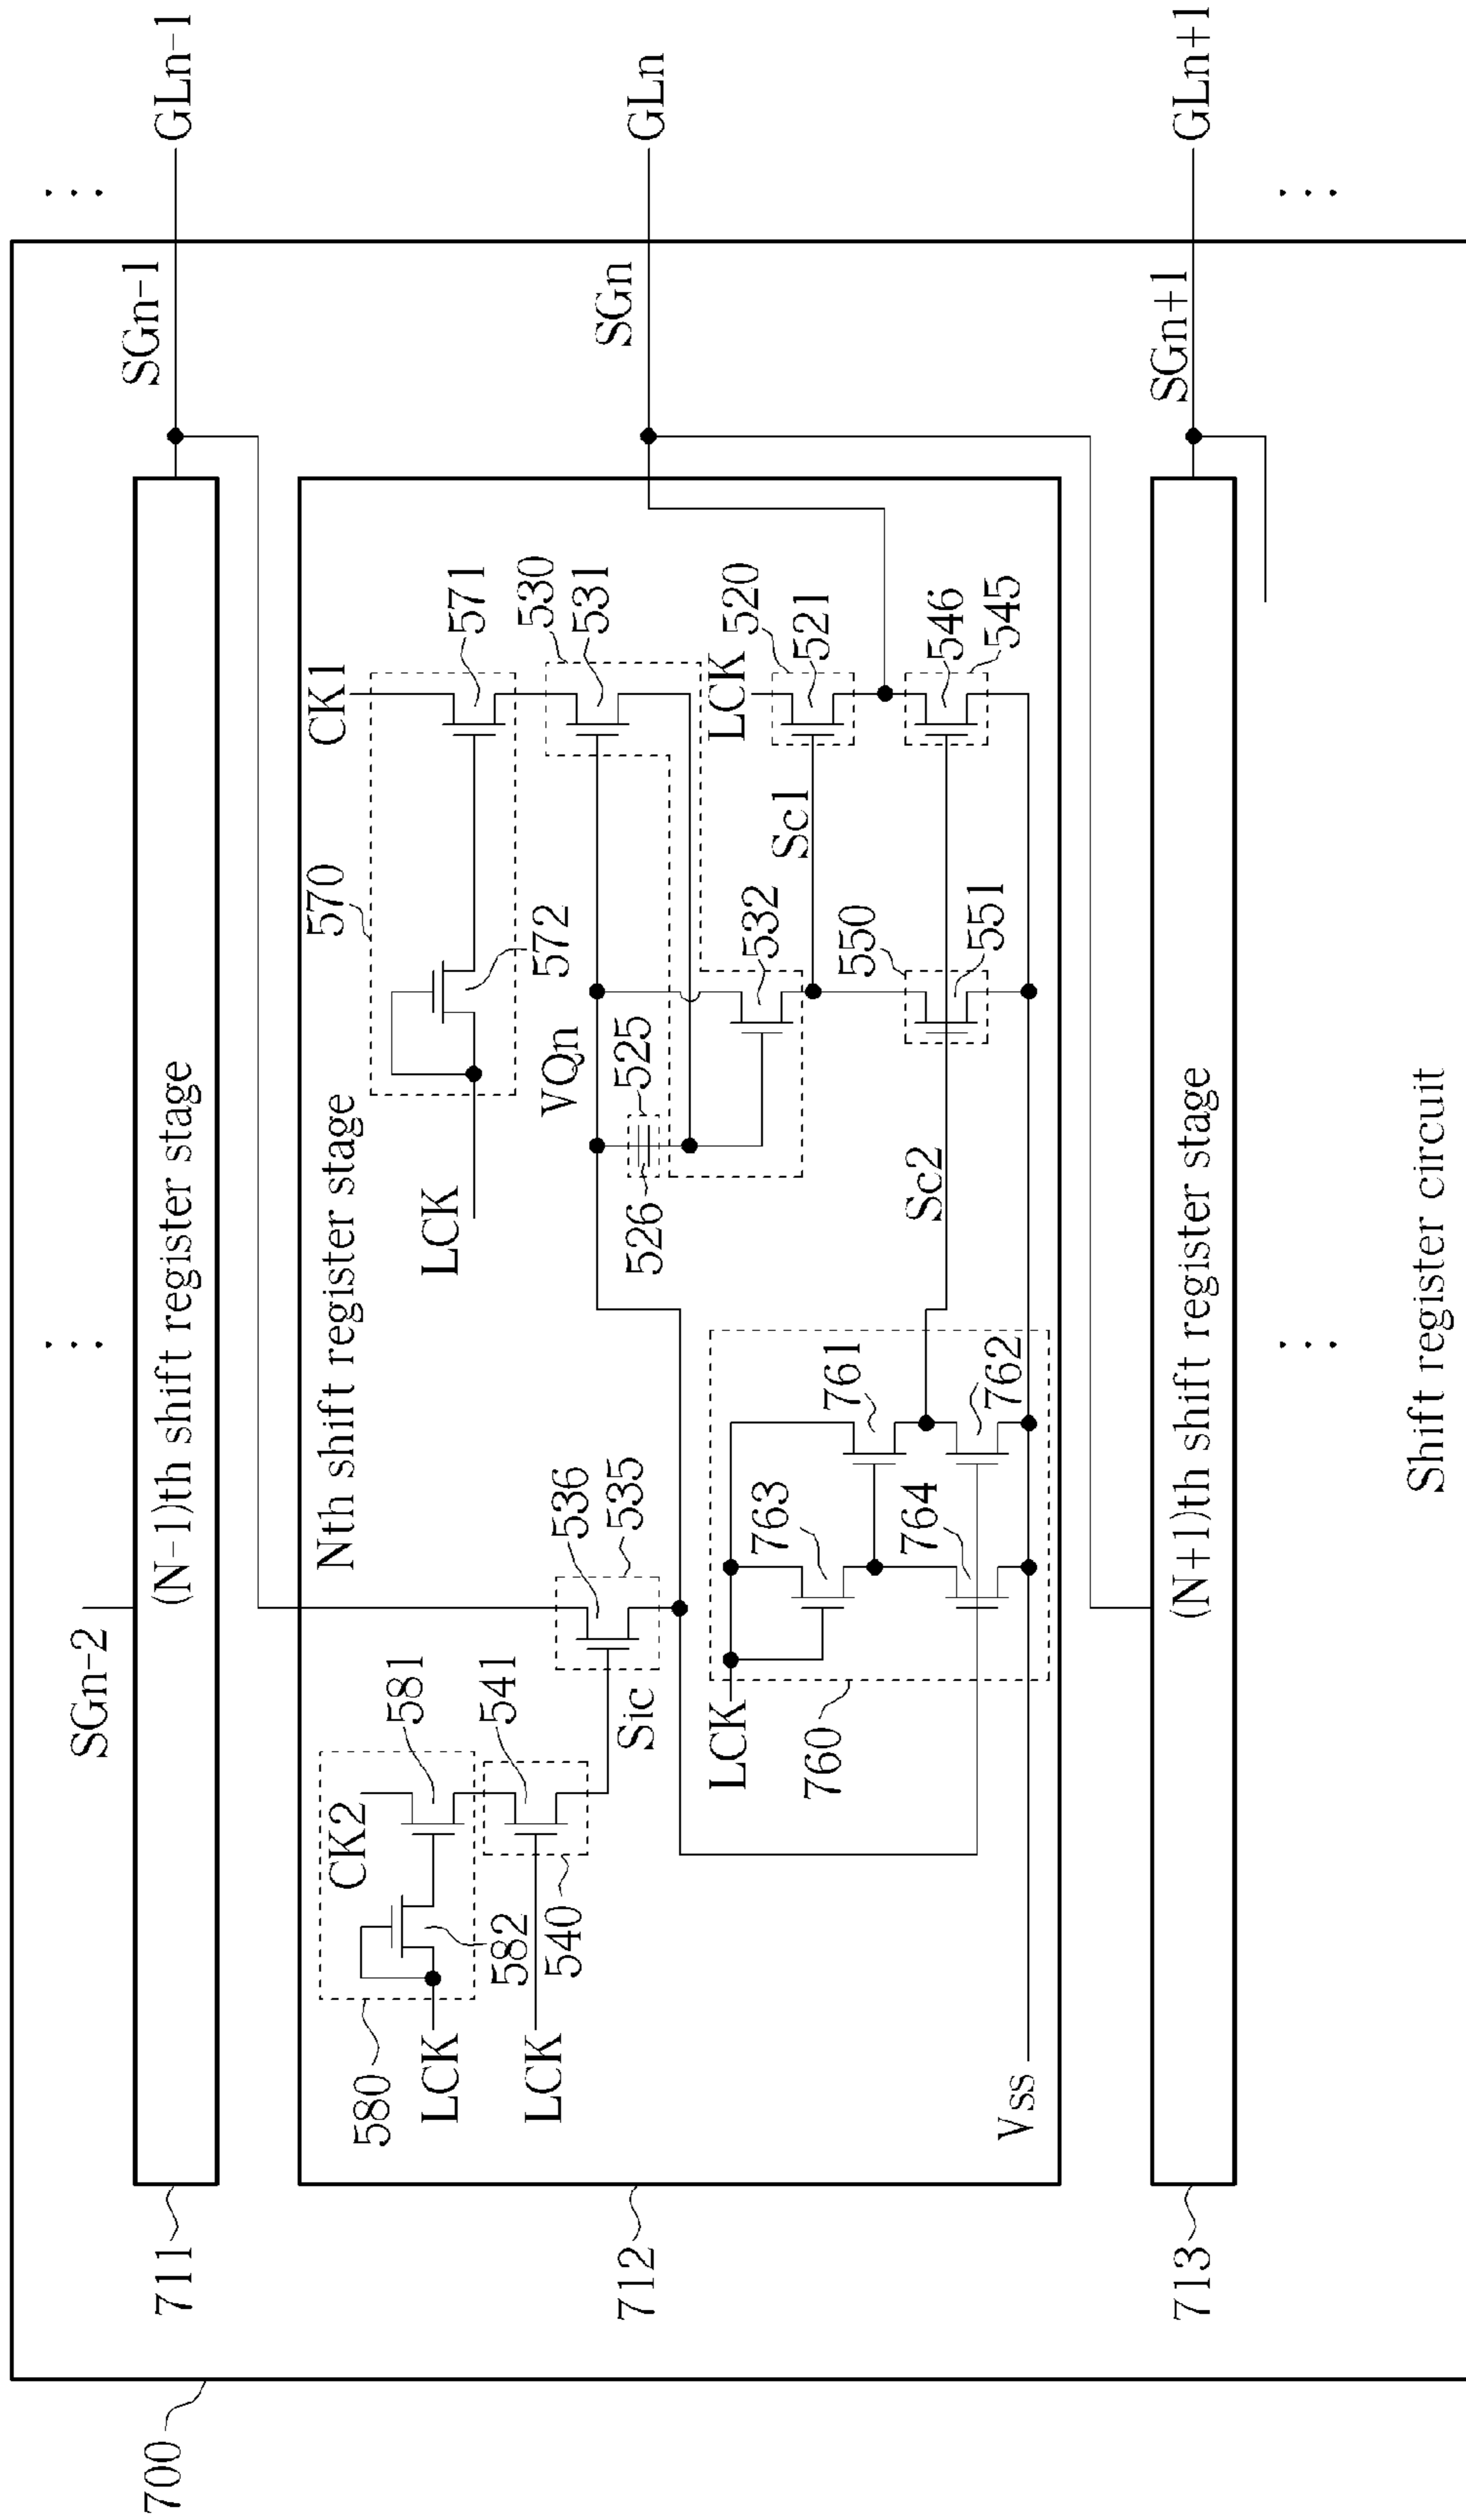 700
711
712
713
SGn-2
(N-1)th shift register stage
SGn-1
GLn-1
Nth shift register stage
580
CK2
581
582
LCK
LCK
540
541
Sic
536
535
LCK
570
572
571
CK1
VQn
526
525
530
531
532
LCK
520
521
SGn
GLn
Sc1
LCK
760
763
764
761
762
Sc2
550
551
546
545
Vss
(N+1)th shift register stage
SGn+1
GLn+1
Shift register circuit